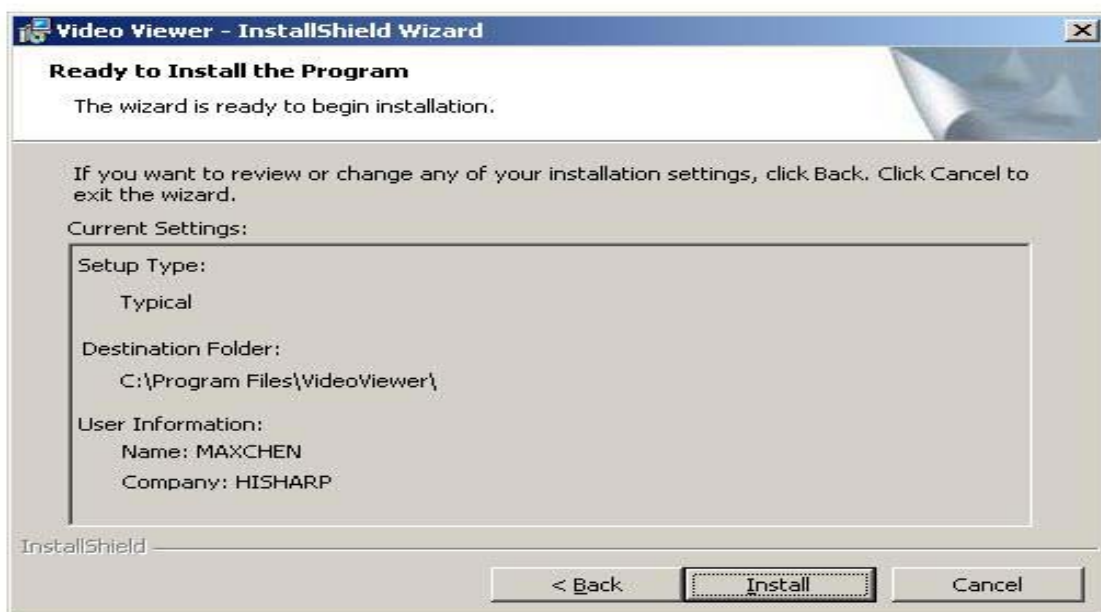 Video Viewer - InstallShield Wizard
Ready to Install the Program
The wizard is ready to begin installation.
If you want to review or change any of your installation settings, click Back. Click Cancel to
exit the wizard.
Current Settings:
Setup Type:
Typical
Destination Folder:
C:\Program Files\VideoViewer\
User Information:
Name: MAXCHEN
Company: HISHARP
InstallShield
< Back
Install
Cancel